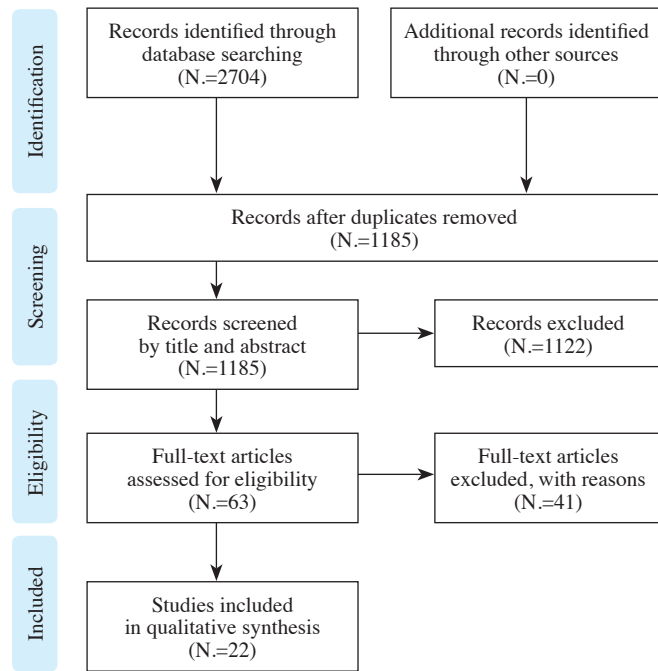 Identification
Records identified through
database searching
(N.=2704)
Additional records identified
through other sources
(N.=0)
Screening
Records after duplicates removed
(N.=1185)
Records screened
by title and abstract
(N.=1185)
Records excluded
(N.=1122)
Eligibility
Full-text articles
assessed for eligibility
(N.=63)
Full-text articles
excluded, with reasons
(N.=41)
Included
Studies included
in qualitative synthesis
(N.=22)